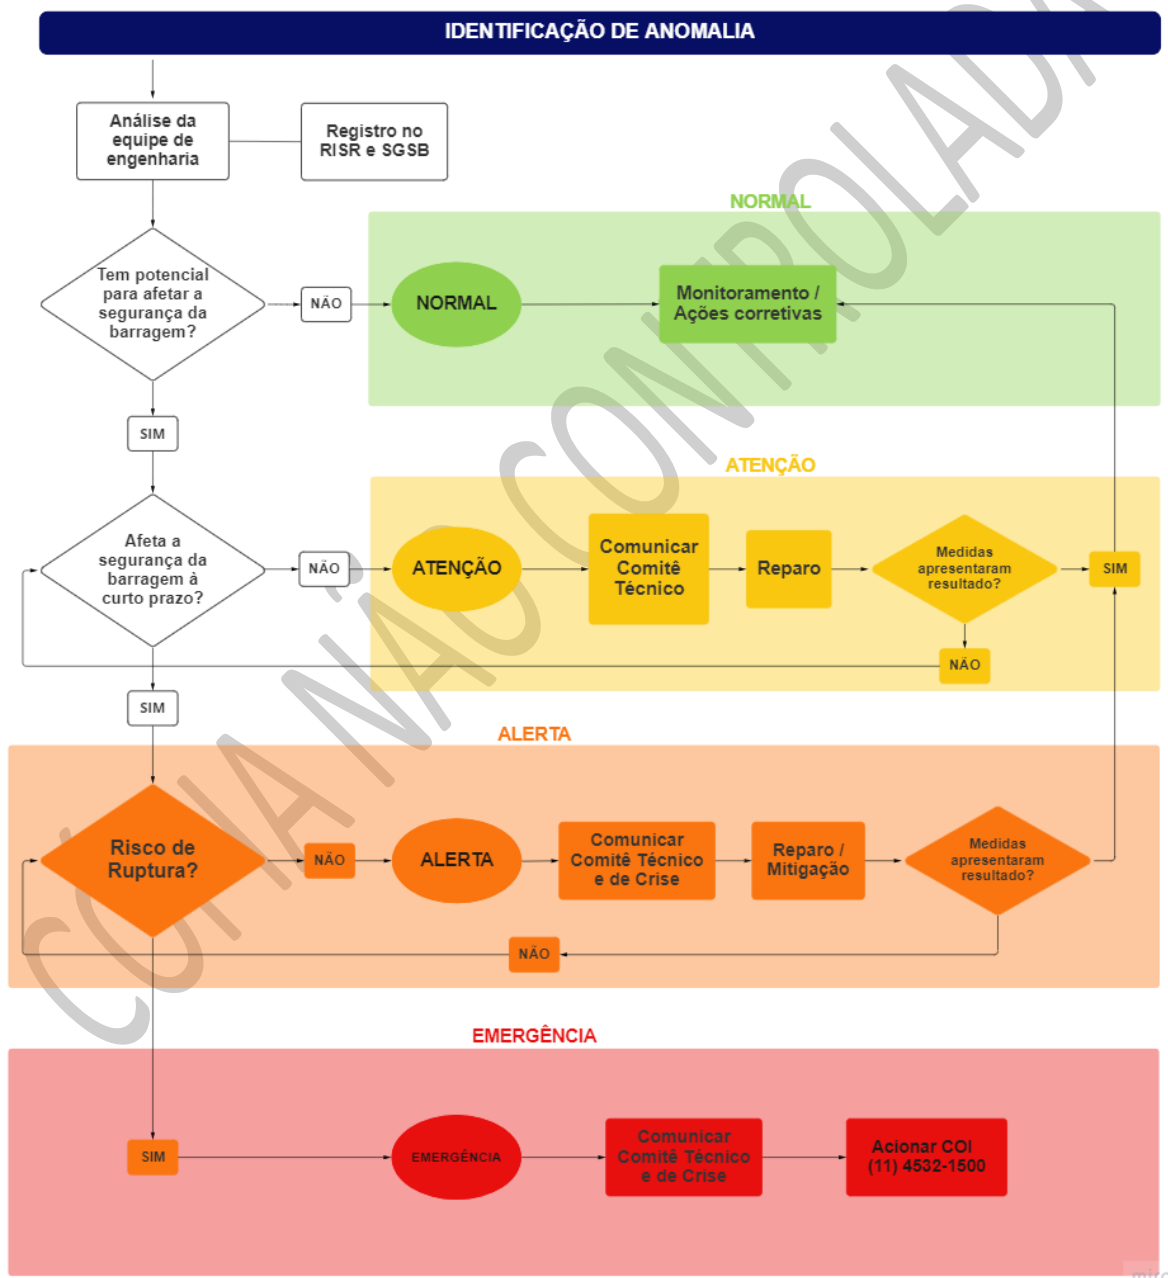 IDENTIFICAÇÃO DE ANOMALIA
Análise da
equipe de
engenharia
Registro no
RISR e SGSB
NORMAL
Tem potencial
para afetar a
segurança da
barragem?
NÃO
NORMAL
Monitoramento /
Ações corretivas
SIM
ATENÇÃO
Afeta a
segurança da
barragem à
curto prazo?
NÃO
ATENÇÃO
Comunicar
Comitê
Técnico
Reparo
Medidas
apresentaram
resultado?
SIM
NÃO
SIM
ALERTA
Risco de
Ruptura?
NÃO
ALERTA
Comunicar
Comitê Técnico
e de Crise
Reparo /
Mitigação
Medidas
apresentaram
resultado?
NÃO
EMERGÊNCIA
SIM
EMERGÊNCIA
Comunicar
Comitê Técnico
e de Crise
Acionar COI
(11) 4532-1500
CÓPIA NÃO CONTROLADA